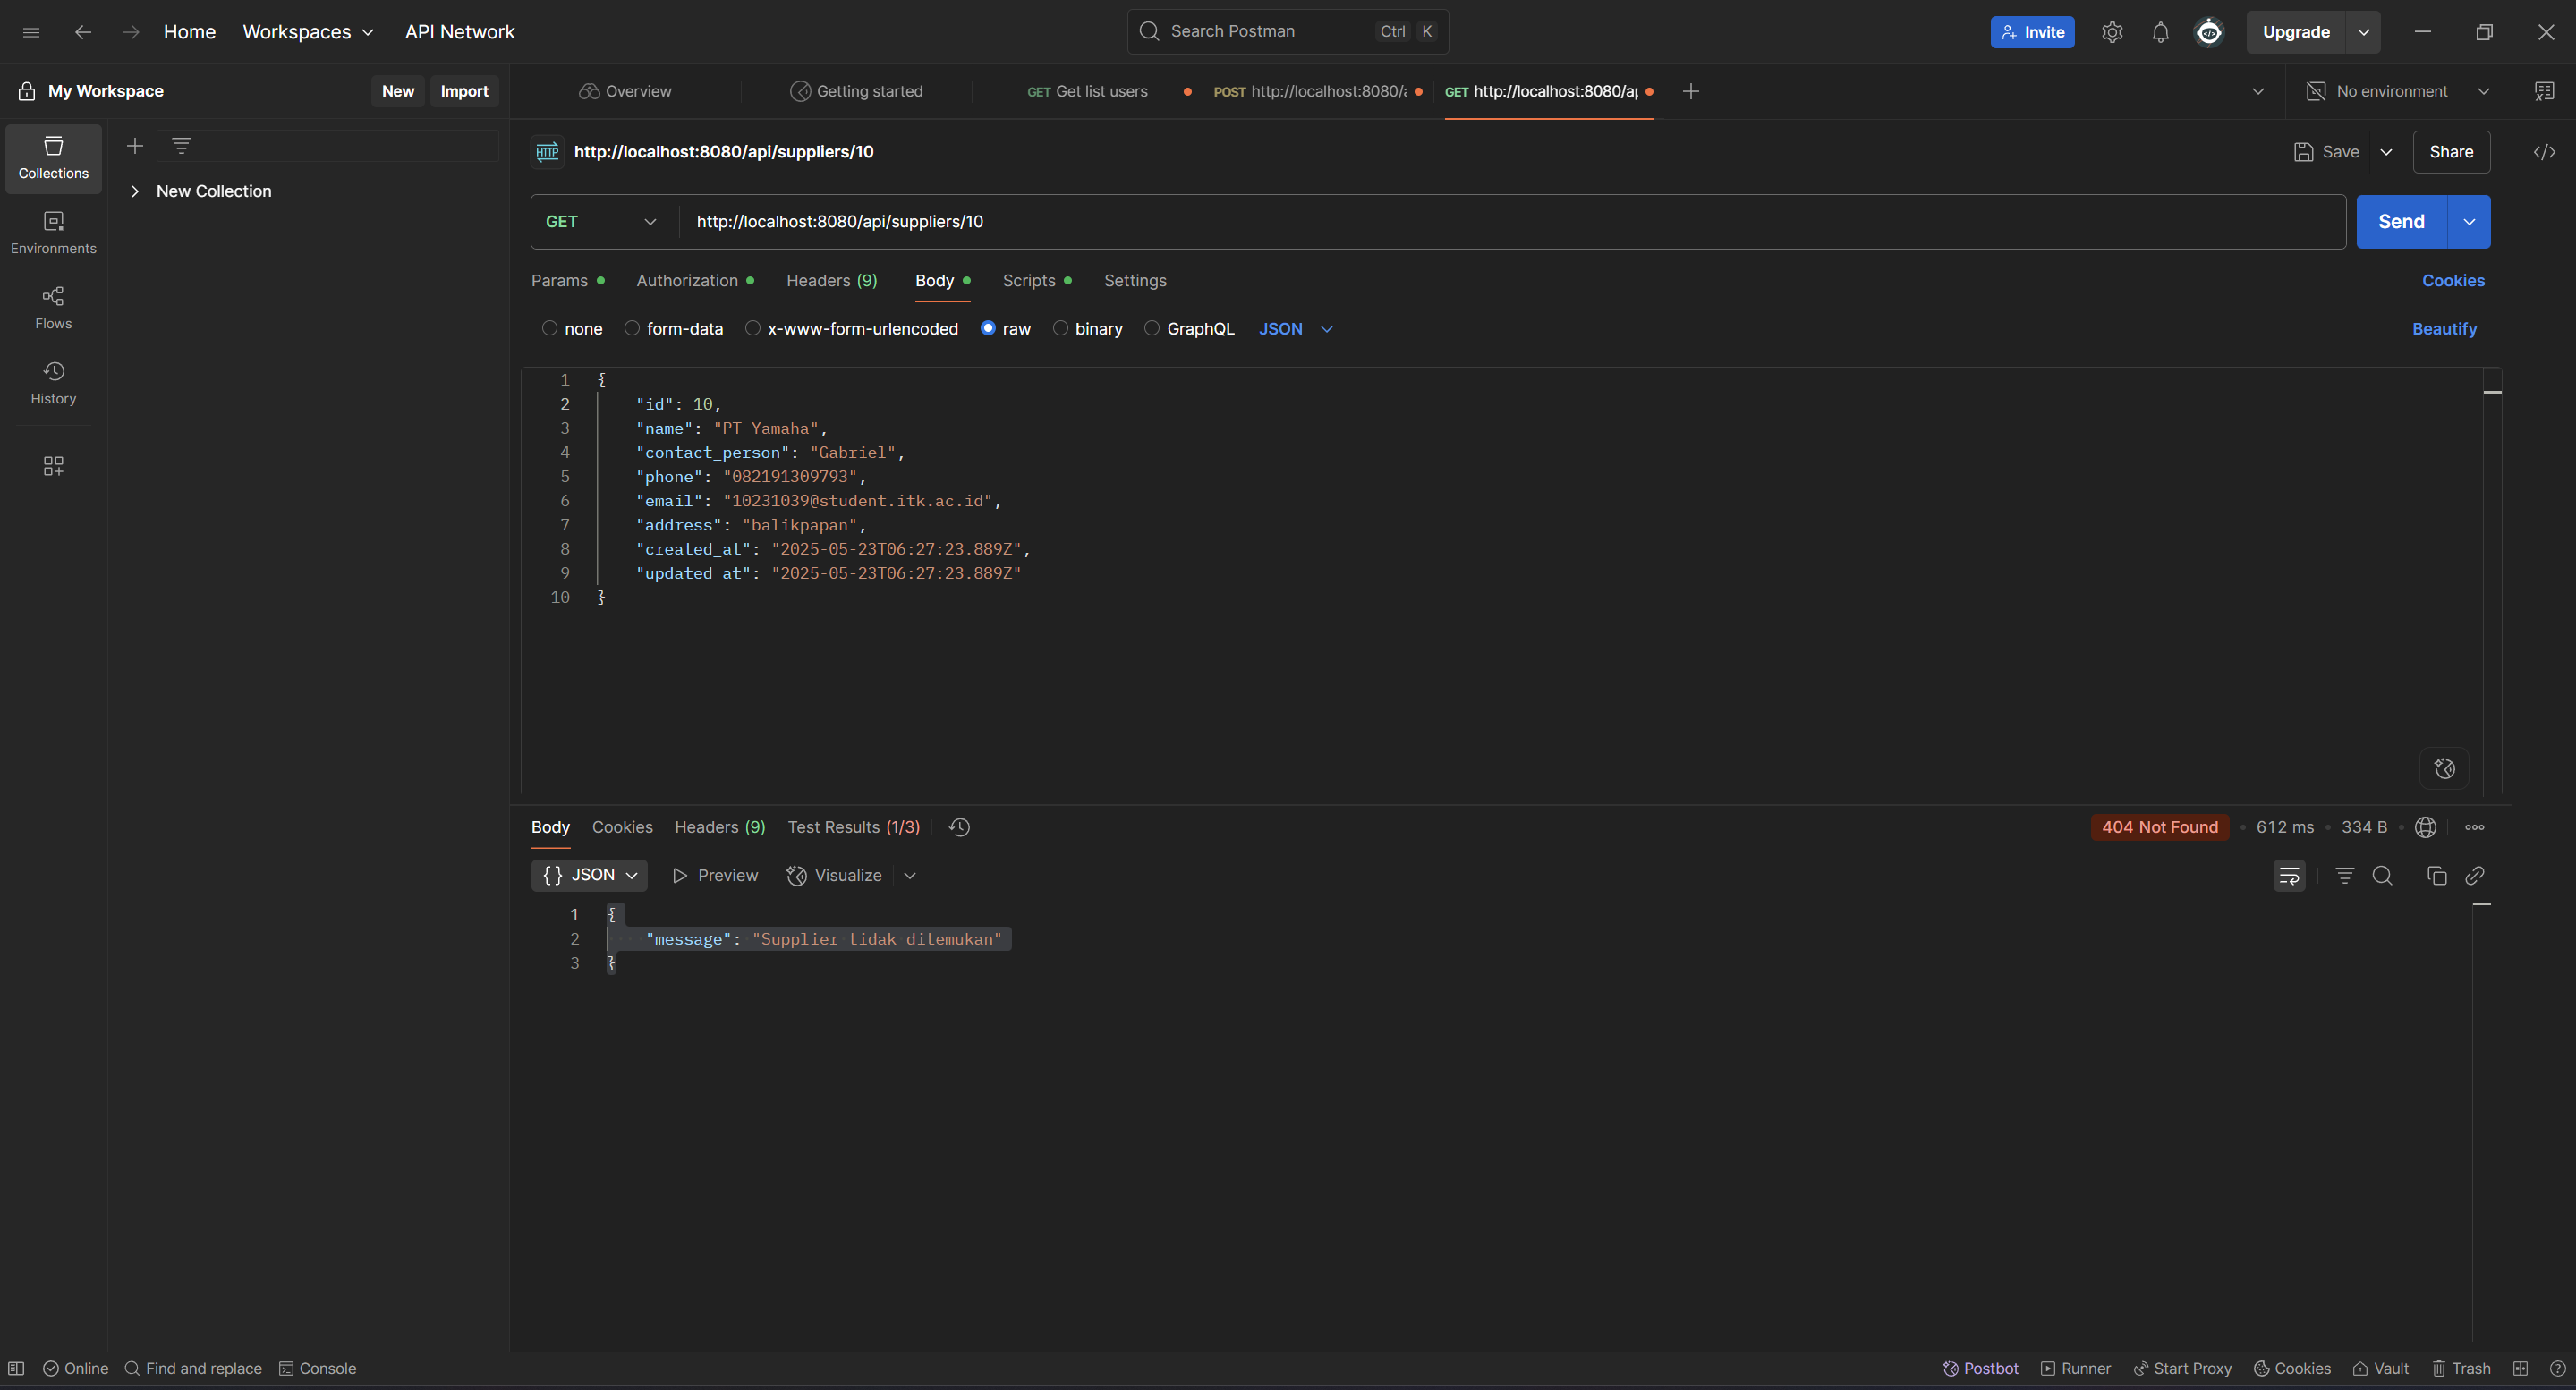 Home Workspaces API Network Search Postman Ctrl K Invite Upgrade
My Workspace New Import Overview Getting started GET Get list users POST http://localhost:8080/a GET http://localhost:8080/a No environment
Collections
New Collection
Environments
Flows
History
HTTP http://localhost:8080/api/suppliers/10 Save Share
GET http://localhost:8080/api/suppliers/10 Send
Params Authorization Headers (9) Body Scripts Settings Cookies
none form-data x-www-form-urlencoded raw binary GraphQL JSON Beautify
1 {
2 "id": 10,
3 "name": "PT Yamaha",
4 "contact_person": "Gabriel",
5 "phone": "082191309793",
6 "email": "10231039@student.itk.ac.id",
7 "address": "balikpapan",
8 "created_at": "2025-05-23T06:27:23.889Z",
9 "updated_at": "2025-05-23T06:27:23.889Z"
10 }
Body Cookies Headers (9) Test Results (1/3) 404 Not Found 612 ms 334 B
{} JSON Preview Visualize
1 {
2 "message": "Supplier tidak ditemukan"
3 }
Online Find and replace Console Postbot Runner Start Proxy Cookies Vault Trash